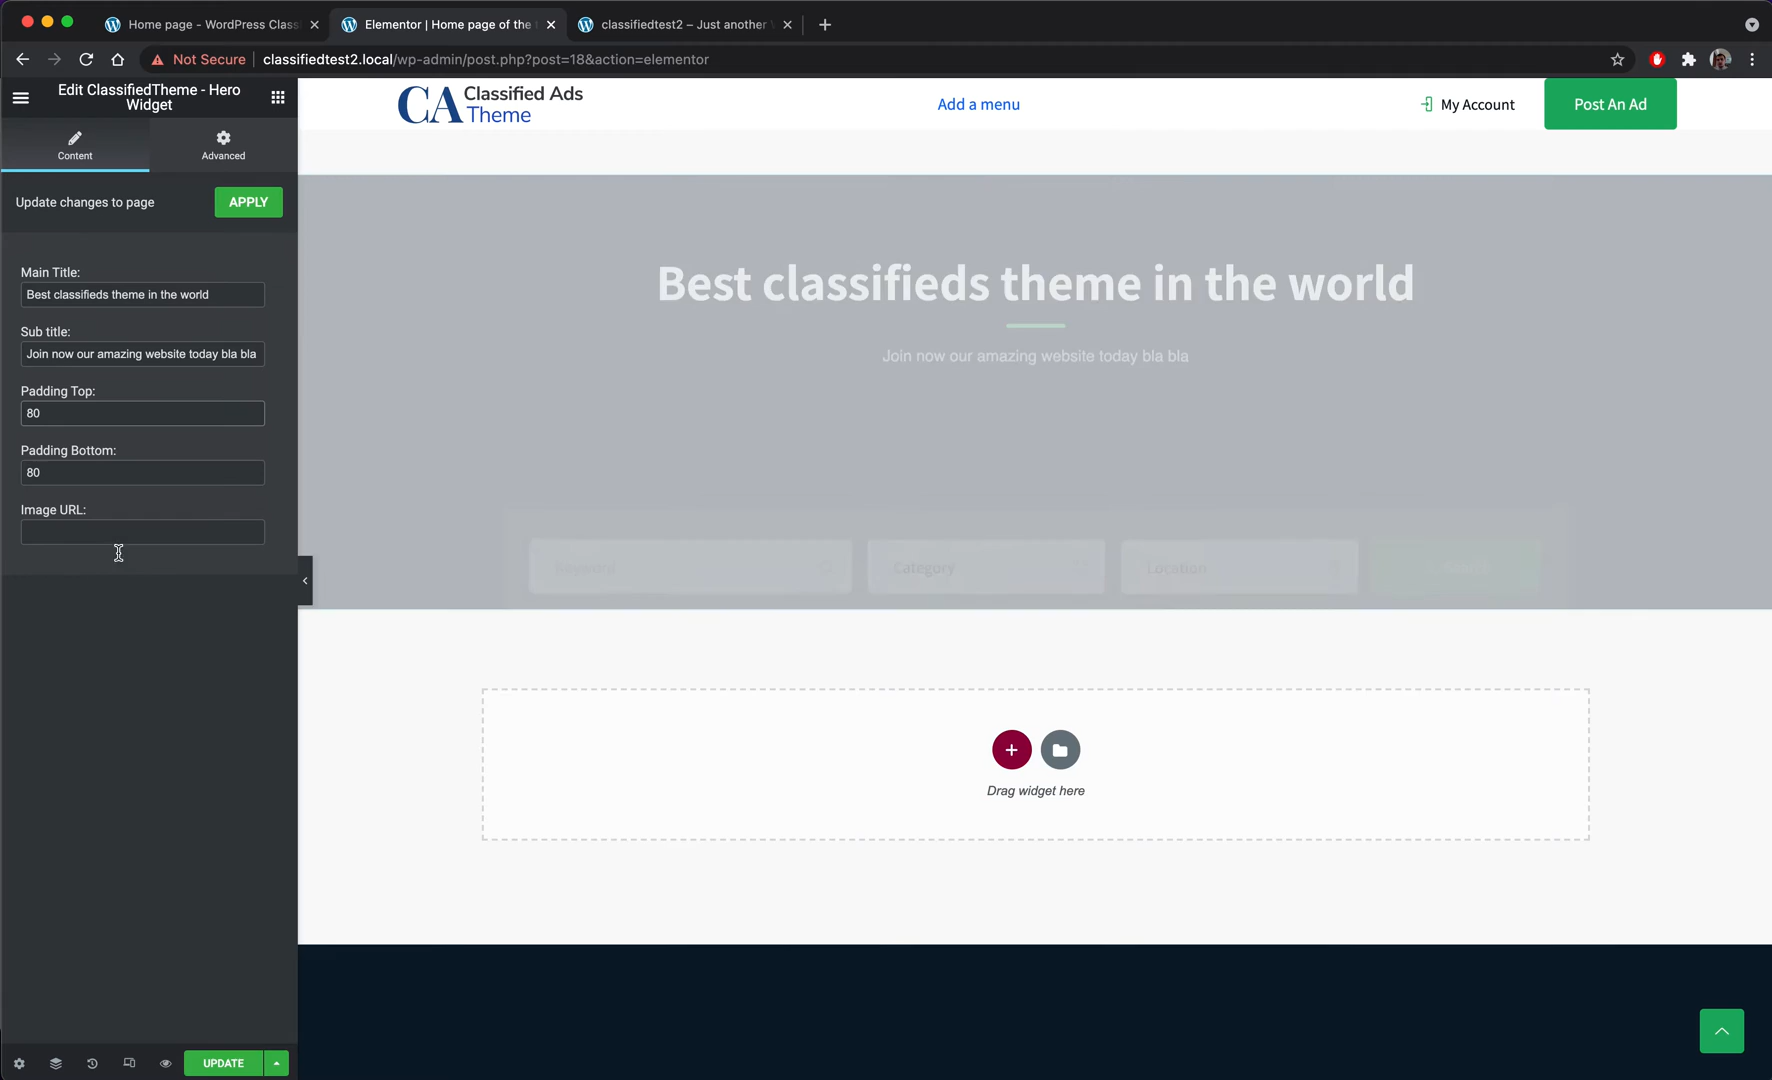 Home page - WordPress Class
Elementor | Home page of the
classifiedtest2 – Just another
Not Secure
classifiedtest2.local/wp-admin/post.php?post=18&action=elementor
Edit ClassifiedTheme - Hero
Widget
Content
Advanced
Update changes to page
APPLY
Main Title:
Best classifieds theme in the world
Sub title:
Join now our amazing website today bla bla
Padding Top:
80
Padding Bottom:
80
Image URL:
UPDATE
CA Classified Ads
Theme
Add a menu
My Account
Post An Ad
Best classifieds theme in the world
Join now our amazing website today bla bla
Keyword
Category
Location
Drag widget here